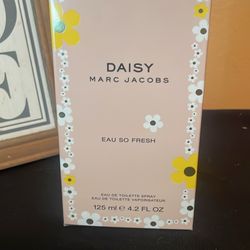 DAISY
MARC JACOBS
EAU SO FRESH
EAU DE TOILETTE SPRAY
EAU DE TOILETTE VAPORISATEUR
125 ml ℮ 4.2 FL OZ